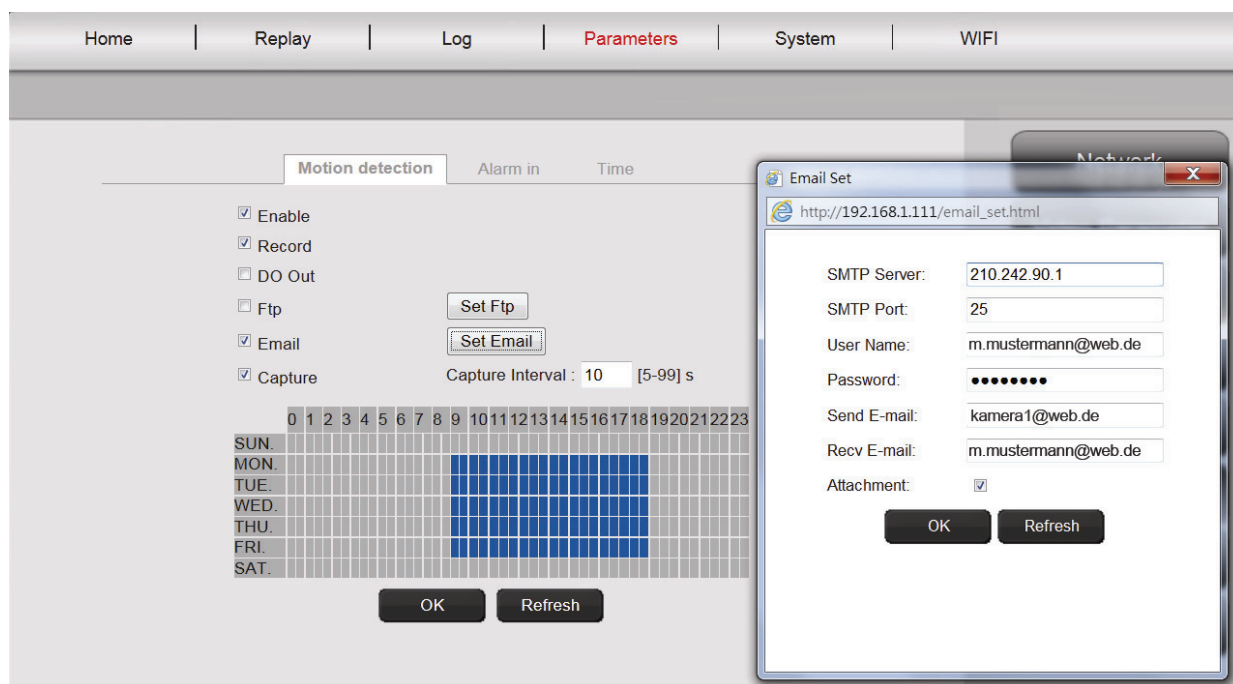 Home | Replay | Log | Parameters | System | WIFI
Network
Motion detection Alarm in Time
Enable
Record
DO Out
Ftp Set Ftp
Email Set Email
Capture Capture Interval : 10 [5-99] s
0 1 2 3 4 5 6 7 8 9 10 11 12 13 14 15 16 17 18 19 20 21 22 23
SUN.
MON.
TUE.
WED.
THU.
FRI.
SAT.
OK Refresh
Email Set
X
http://192.168.1.111/email_set.html
SMTP Server: 210.242.90.1
SMTP Port: 25
User Name: m.mustermann@web.de
Password: ●●●●●●●●
Send E-mail: kamera1@web.de
Recv E-mail: m.mustermann@web.de
Attachment:
OK Refresh